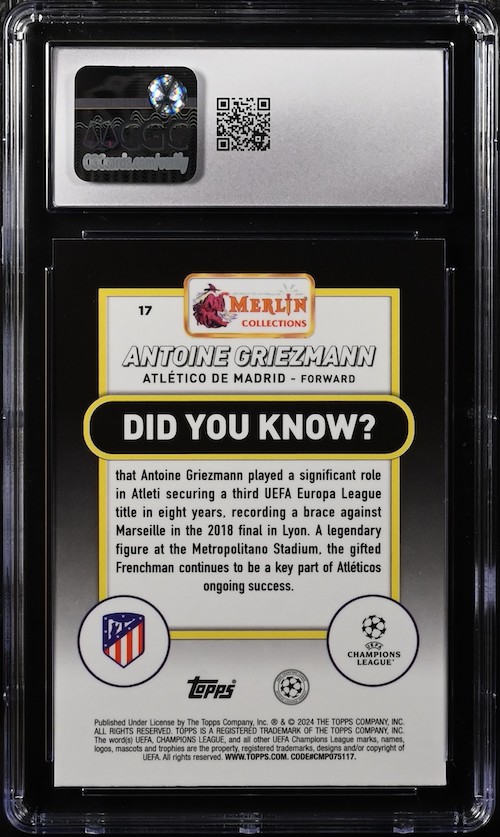 CGC
CGCcards.com/verify
17
MERLIN
COLLECTIONS
ANTOINE GRIEZMANN
ATLÉTICO DE MADRID - FORWARD
DID YOU KNOW?
that Antoine Griezmann played a significant role
in Atleti securing a third UEFA Europa League
title in eight years, recording a brace against
Marseille in the 2018 final in Lyon. A legendary
figure at the Metropolitano Stadium, the gifted
Frenchman continues to be a key part of Atléticos
ongoing success.
UEFA
CHAMPIONS
LEAGUE
topps
Published Under License by The Topps Company, Inc. ® & © 2024 THE TOPPS COMPANY, INC.
ALL RIGHTS RESERVED. TOPPS IS A REGISTERED TRADEMARK OF THE TOPPS COMPANY, INC.
The word(s) UEFA, CHAMPIONS LEAGUE, and all other UEFA Champions League marks, names,
logos, mascots and trophies are the property, registered trademarks, designs and/or copyright of
UEFA. All rights reserved. WWW.TOPPS.COM. CODE#CMP075117.